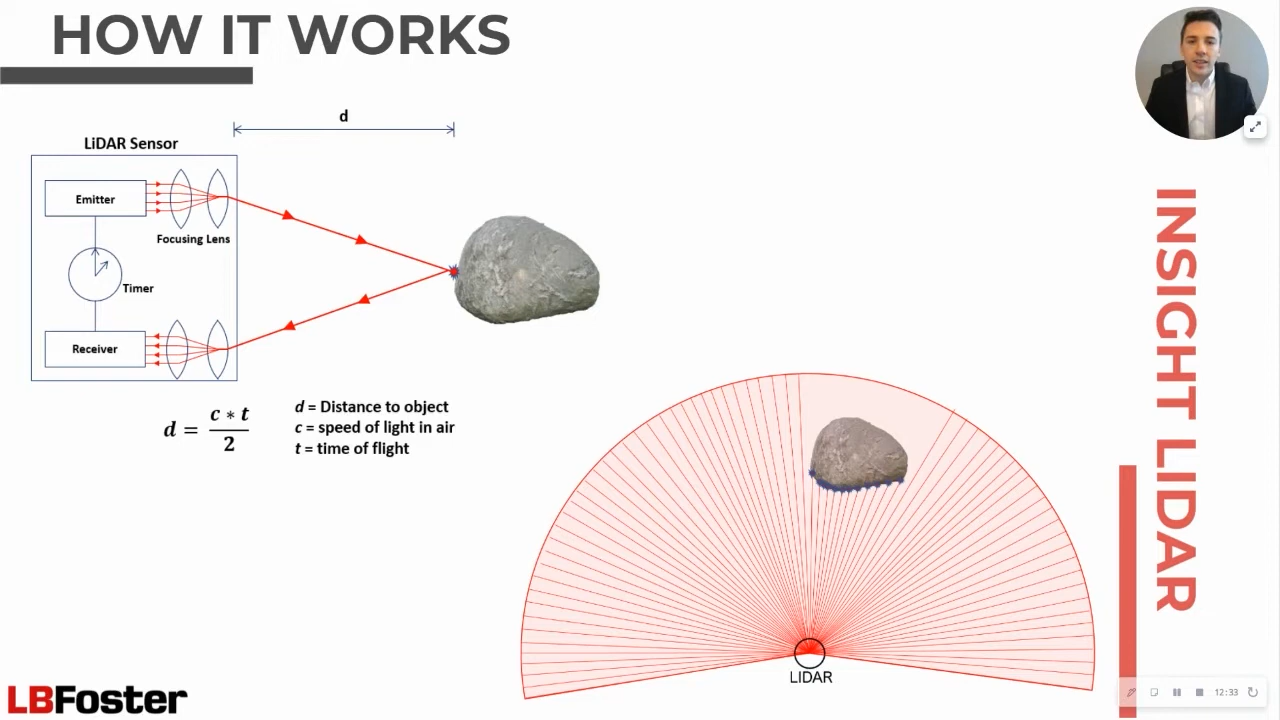 HOW IT WORKS
d
LiDAR Sensor
Emitter
Focusing Lens
Timer
Receiver
d = c * t / 2
d = Distance to object
c = speed of light in air
t = time of flight
LIDAR
INSIGHT LIDAR
LBFoster
12:33